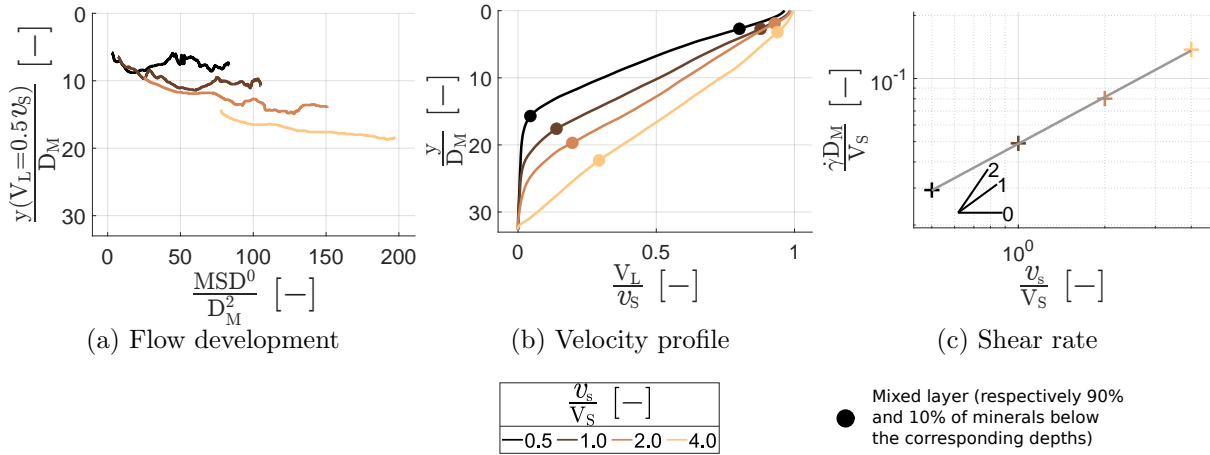 0
10
20
30
y(V_L=0.5 v_S)
D_M
[−]
0 50 100 150 200
MSD^0
D_M^2
[−]
(a) Flow development
0
10
20
30
y
D_M
[−]
0 0.5 1
V_L
v_S
[−]
(b) Velocity profile
10^-1
γ̇D_M
V_S
[−]
2
1
0
10^0
v_s
V_S
[−]
(c) Shear rate
v_s
V_S
[−]
0.5 1.0 2.0 4.0
Mixed layer (respectively 90%
and 10% of minerals below
the corresponding depths)